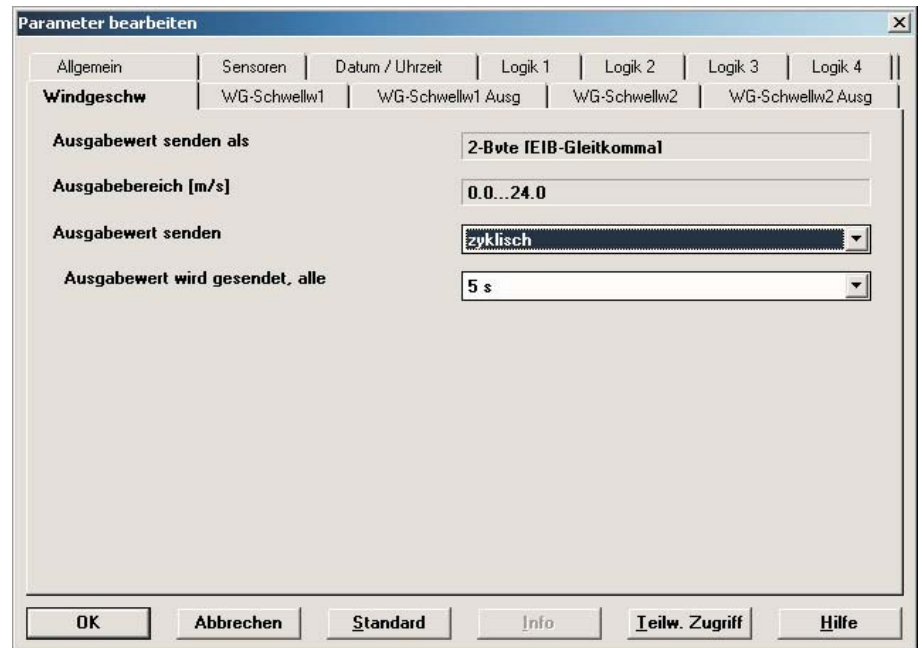 Parameter bearbeiten
Allgemein Sensoren Datum / Uhrzeit Logik 1 Logik 2 Logik 3 Logik 4
Windgeschw WG-Schwellw1 WG-Schwellw1 Ausg WG-Schwellw2 WG-Schwellw2 Ausg
Ausgabewert senden als 2-Byte [EIB-Gleitkomma]
Ausgabebereich [m/s] 0.0...24.0
Ausgabewert senden zyklisch
Ausgabewert wird gesendet, alle 5 s
OK Abbrechen Standard Info Teilw. Zugriff Hilfe